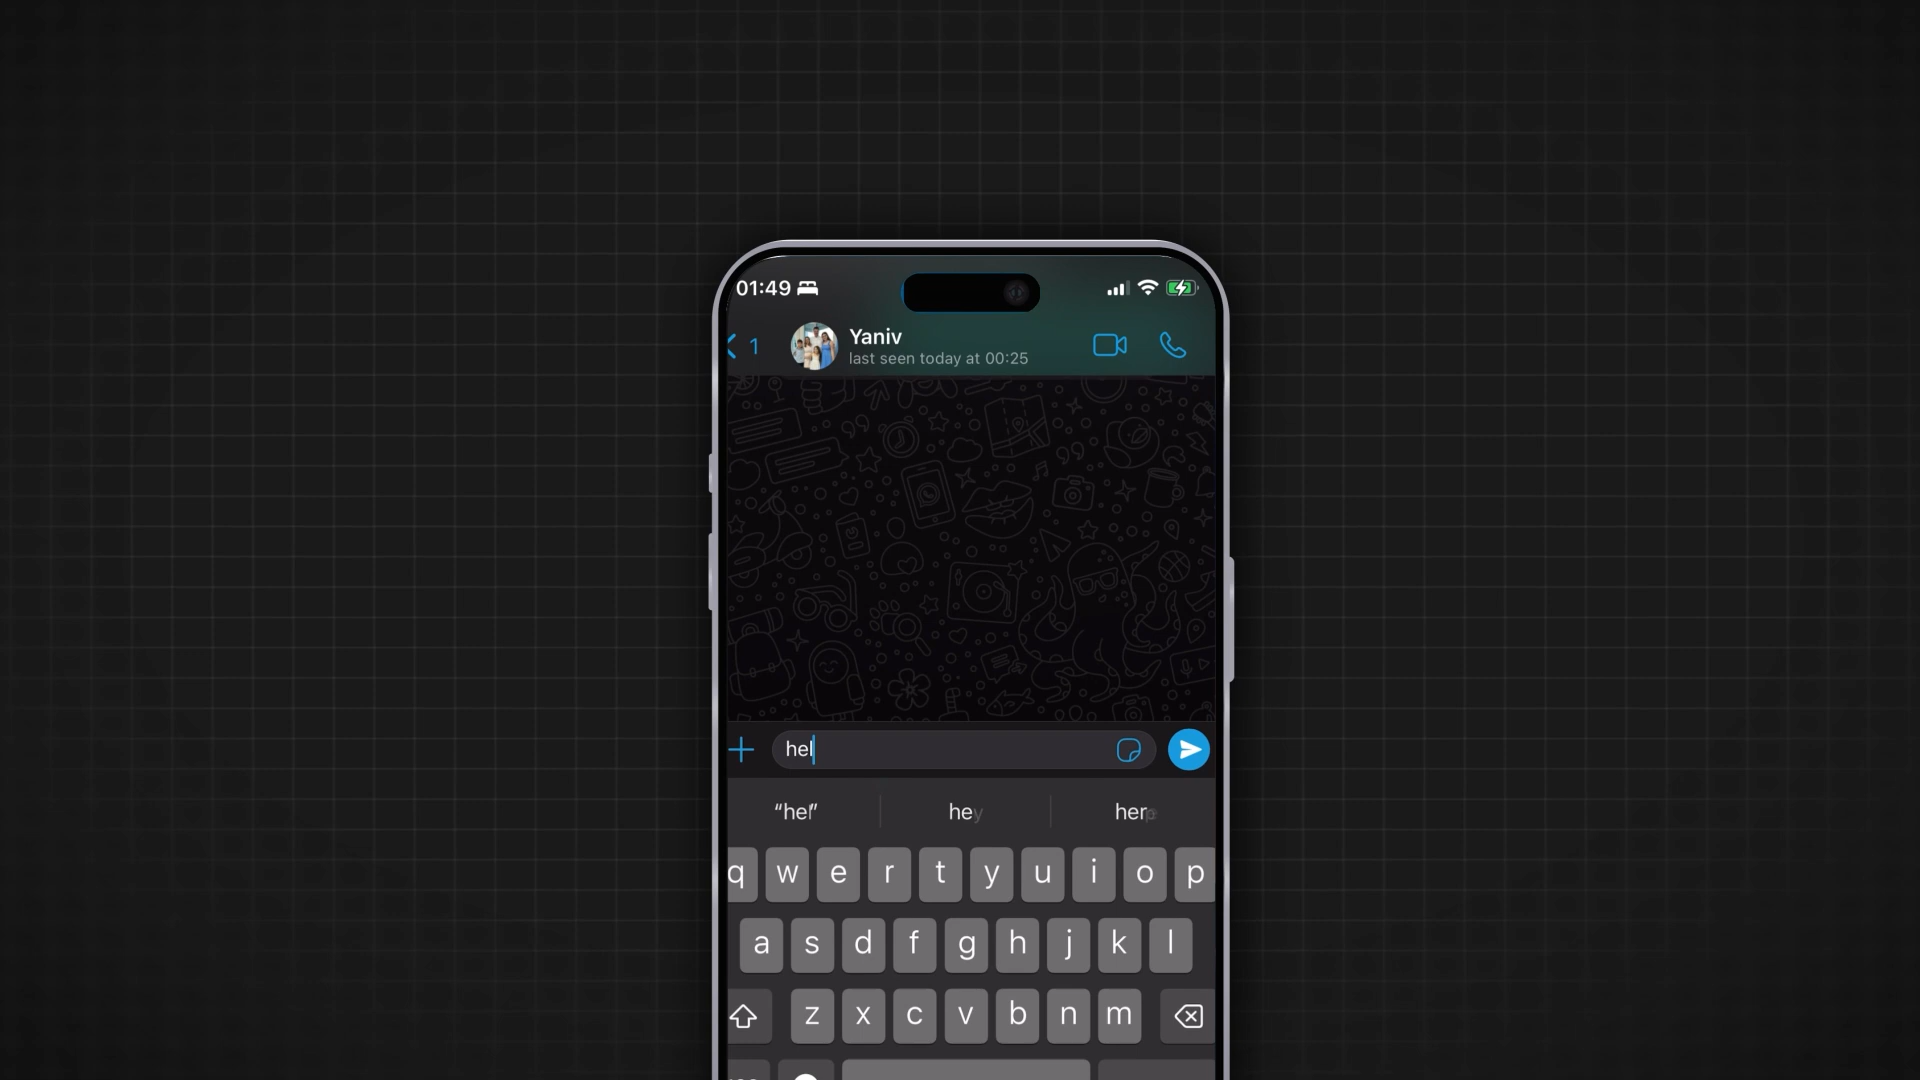 01:49
1
Yaniv
last seen today at 00:25
hel
“hel” hey here
q w e r t y u i o p
a s d f g h j k l
z x c v b n m